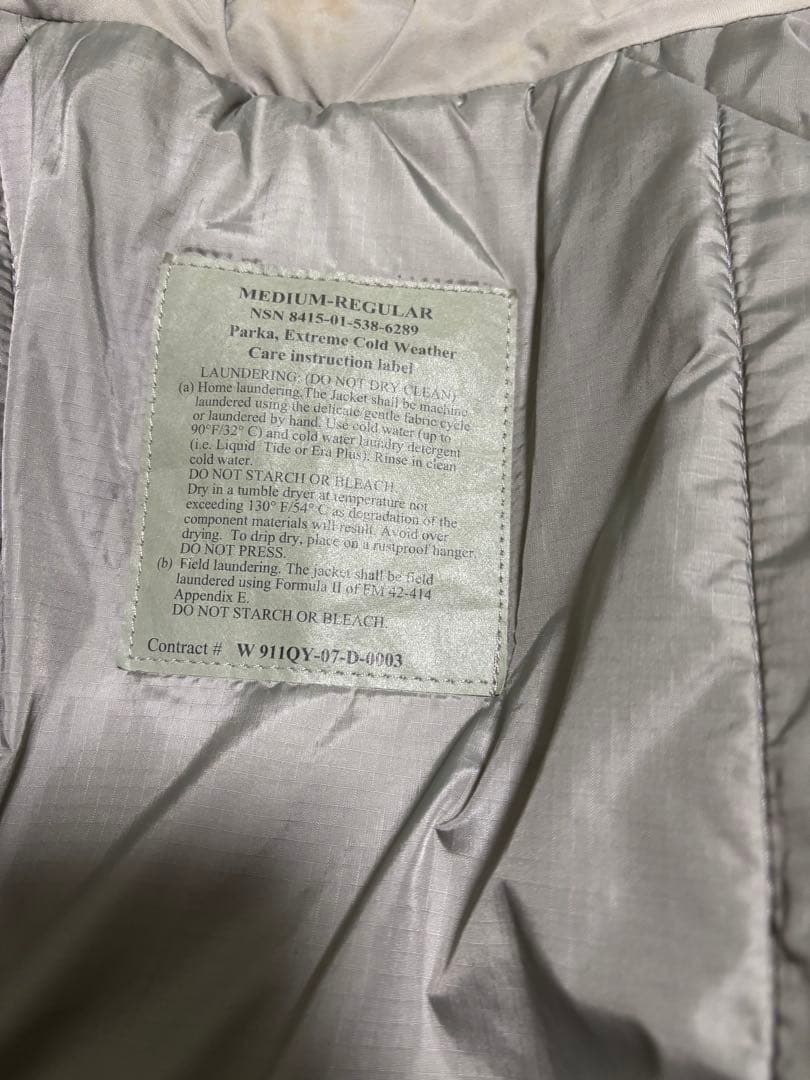 MEDIUM-REGULAR
NSN 8415-01-538-6289
Parka, Extreme Cold Weather
Care instruction label
LAUNDERING: (DO NOT DRY CLEAN)
(a) Home laundering. The Jacket shall be machine
laundered using the delicate/gentle fabric cycle
or laundered by hand. Use cold water (up to
90°F/32° C) and cold water laundry detergent
(i.e. Liquid Tide or Era Plus). Rinse in clean
cold water.
DO NOT STARCH OR BLEACH.
Dry in a tumble dryer at temperature not
exceeding 130° F/54° C as degradation of the
component materials will result. Avoid over
drying. To drip dry, place on a rustproof hanger.
DO NOT PRESS.
(b) Field laundering. The jacket shall be field
laundered using Formula II of FM 42-414
Appendix E.
DO NOT STARCH OR BLEACH.
Contract # W911QY-07-D-0003